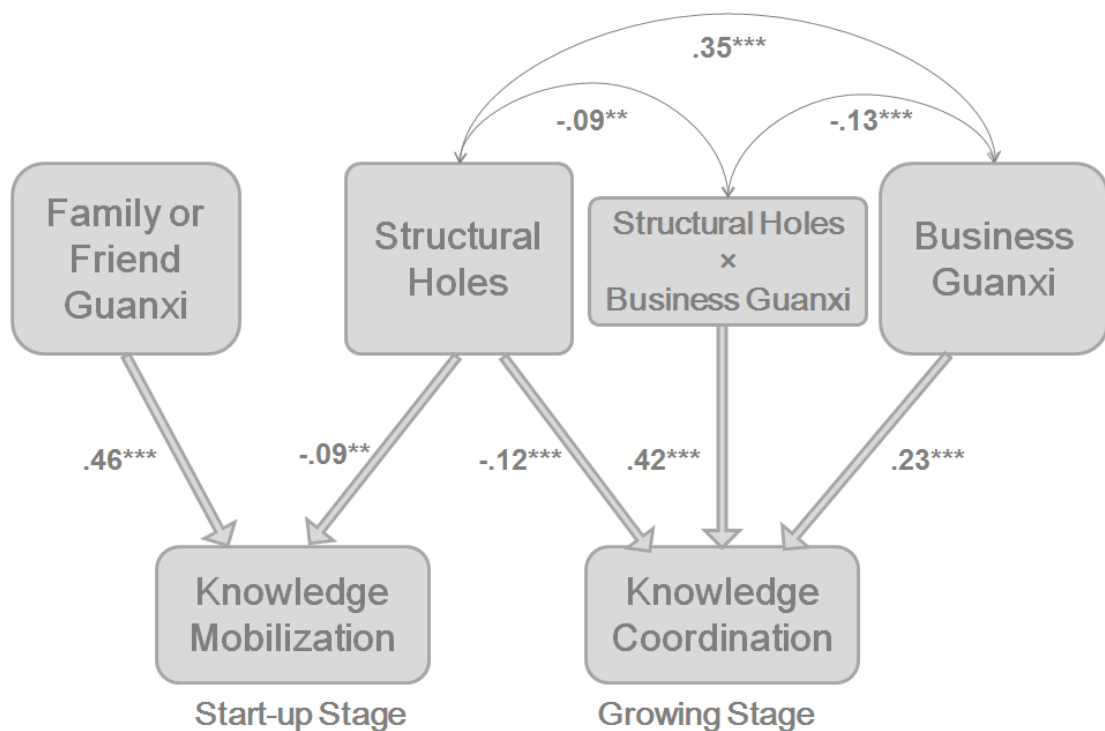 .35***
-.09**
-.13***
Family or
Friend
Guanxi
Structural
Holes
Structural Holes
×
Business Guanxi
Business
Guanxi
.46***
-.09**
-.12***
.42***
.23***
Knowledge
Mobilization
Knowledge
Coordination
Start-up Stage
Growing Stage